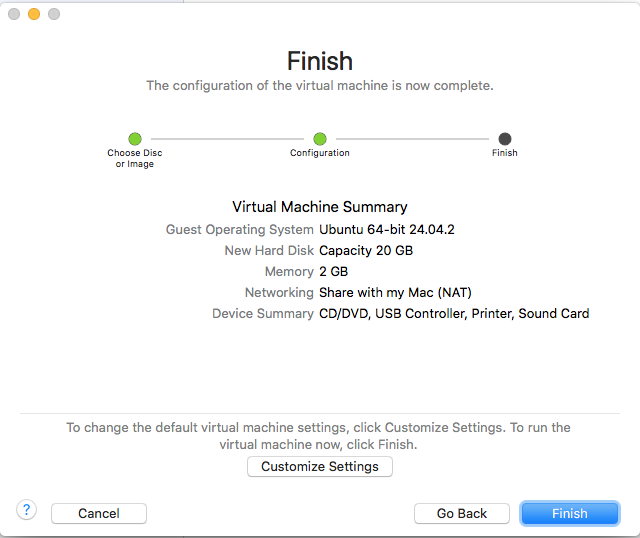 Finish
The configuration of the virtual machine is now complete.
Choose Disc
or Image
Configuration
Finish
Virtual Machine Summary
Guest Operating System Ubuntu 64-bit 24.04.2
New Hard Disk Capacity 20 GB
Memory 2 GB
Networking Share with my Mac (NAT)
Device Summary CD/DVD, USB Controller, Printer, Sound Card
To change the default virtual machine settings, click Customize Settings. To run the
virtual machine now, click Finish.
Customize Settings
? Cancel Go Back Finish